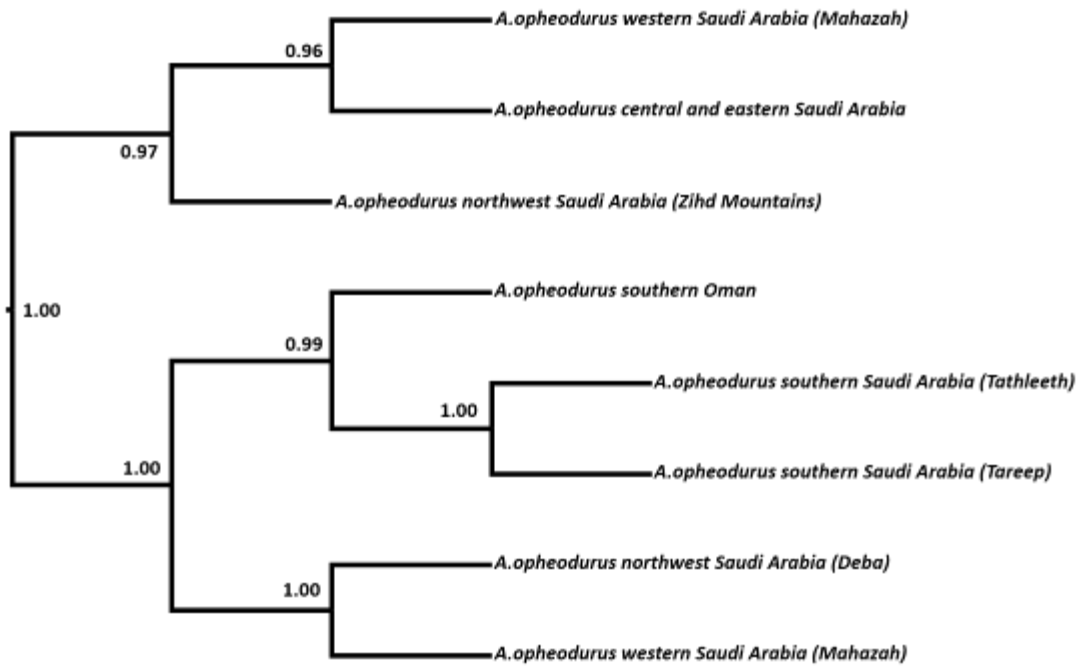 A.opheodurus western Saudi Arabia (Mahazah)
0.96
A.opheodurus central and eastern Saudi Arabia
0.97
A.opheodurus northwest Saudi Arabia (Zihd Mountains)
A.opheodurus southern Oman
1.00
0.99
A.opheodurus southern Saudi Arabia (Tathleeth)
1.00
1.00
A.opheodurus southern Saudi Arabia (Tareep)
A.opheodurus northwest Saudi Arabia (Deba)
1.00
A.opheodurus western Saudi Arabia (Mahazah)